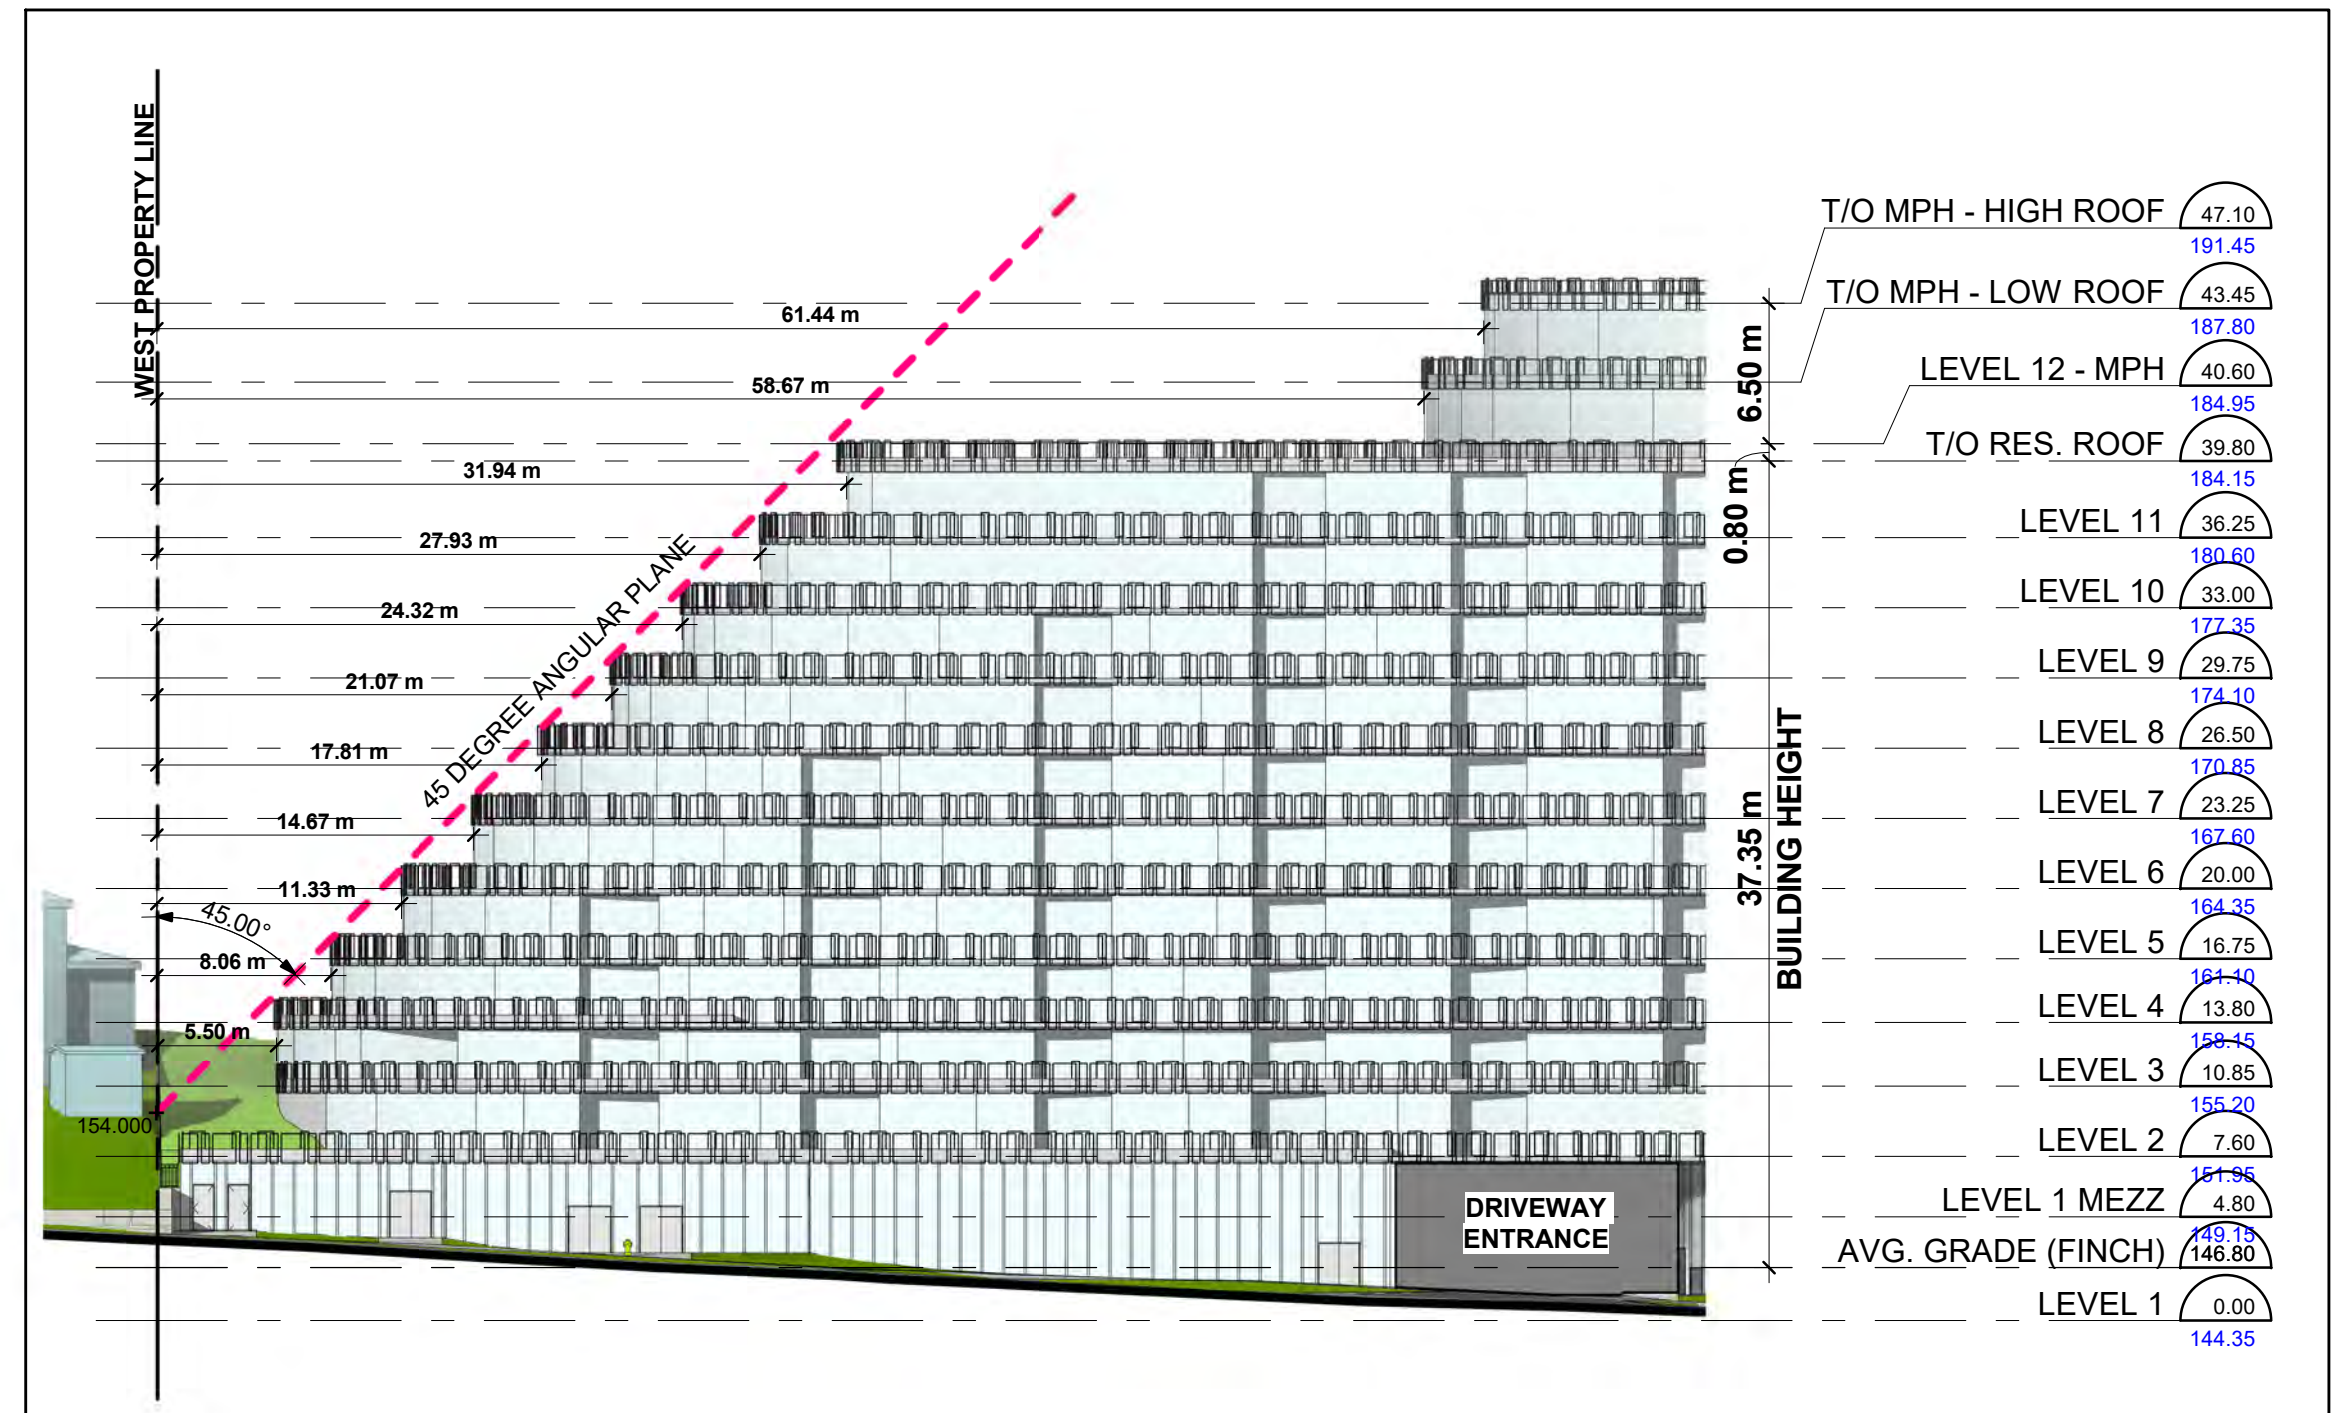 WEST PROPERTY LINE
T/O MPH - HIGH ROOF 47.10
191.45
T/O MPH - LOW ROOF 43.45
187.80
LEVEL 12 - MPH 40.60
184.95
T/O RES. ROOF 39.80
184.15
LEVEL 11 36.25
180.60
LEVEL 10 33.00
177.35
LEVEL 9 29.75
174.10
LEVEL 8 26.50
170.85
LEVEL 7 23.25
167.60
LEVEL 6 20.00
164.35
LEVEL 5 16.75
161.10
LEVEL 4 13.80
158.15
LEVEL 3 10.85
155.20
LEVEL 2 7.60
151.95
LEVEL 1 MEZZ 4.80
149.15
AVG. GRADE (FINCH) 146.80
LEVEL 1 0.00
144.35
61.44 m
58.67 m
31.94 m
27.93 m
24.32 m
21.07 m
17.81 m
14.67 m
11.33 m
45.00°
8.06 m
5.50 m
154.000
45 DEGREE ANGULAR PLANE
6.50 m
0.80 m
37.35 m
BUILDING HEIGHT
DRIVEWAY
ENTRANCE